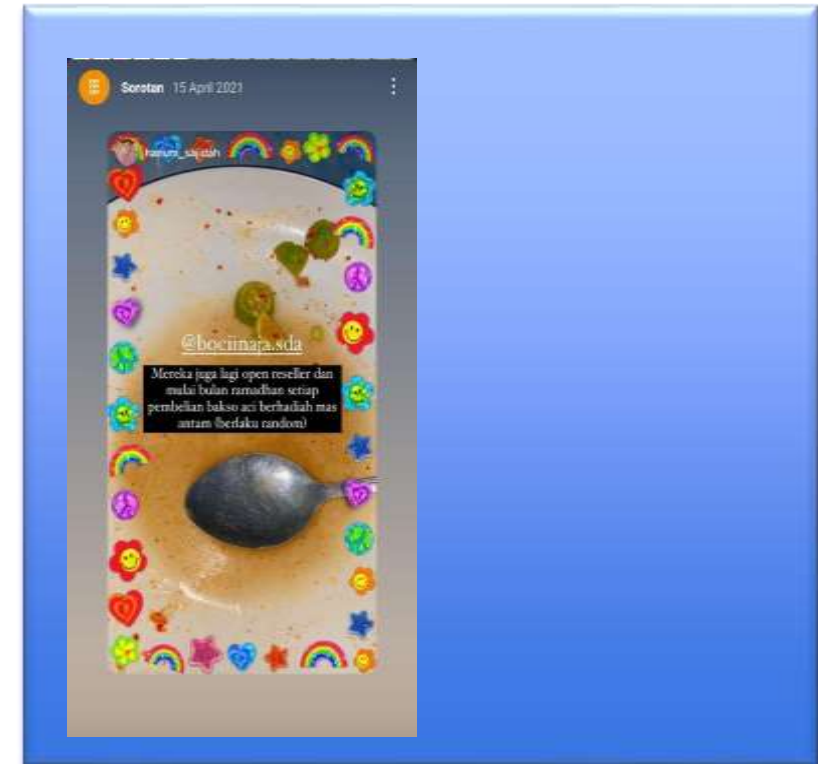 Sorotan 15 April 2021
@bociinaja.sda
Mereka juga lagi open reseller dan
mulai bulan ramadhan setiap
pembelian bakso aci berhadiah mas
antam (berlaku random)